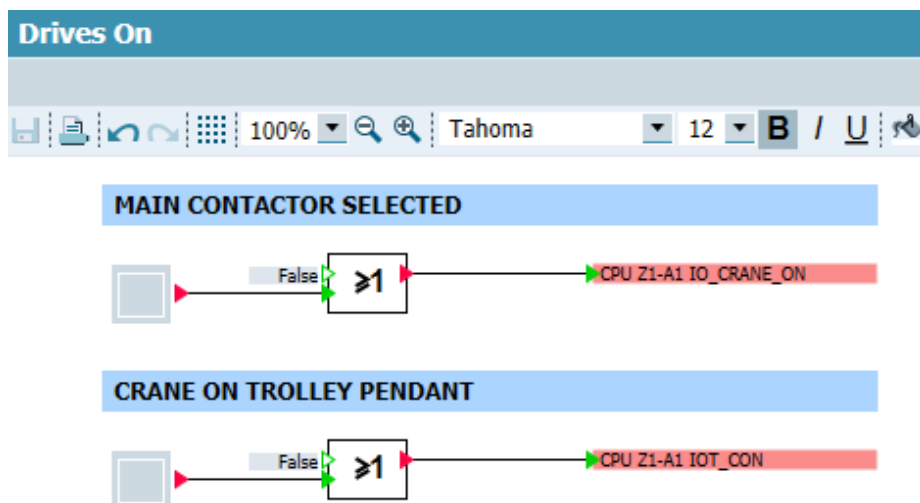 Drives On
100% Tahoma 12 B I U
MAIN CONTACTOR SELECTED
False ≥1 CPU Z1-A1 IO_CRANE_ON
CRANE ON TROLLEY PENDANT
False ≥1 CPU Z1-A1 IOT_CON